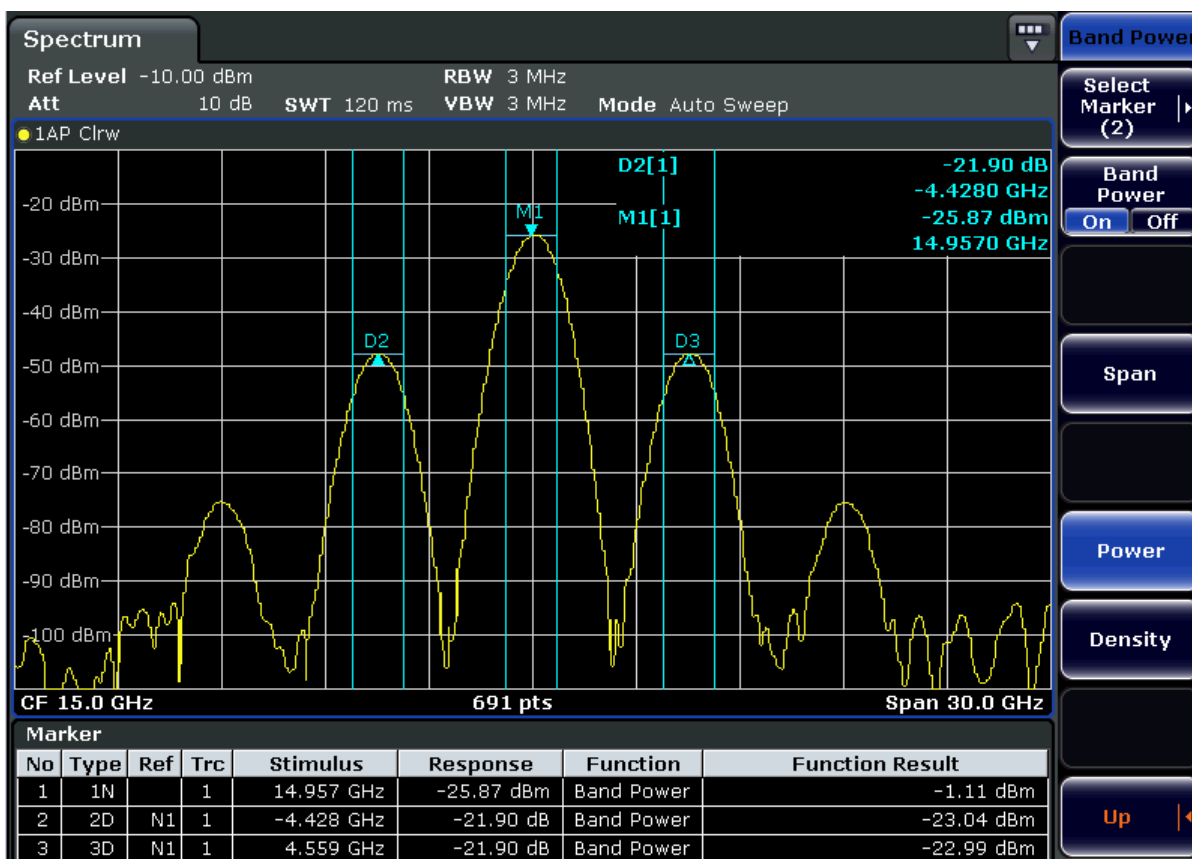 Spectrum
Ref Level -10.00 dBm RBW 3 MHz
Att 10 dB SWT 120 ms VBW 3 MHz Mode Auto Sweep
1AP Clrw
D2[1] -21.90 dB
-4.4280 GHz
M1[1] -25.87 dBm
14.9570 GHz
-20 dBm
-30 dBm
-40 dBm
-50 dBm
-60 dBm
-70 dBm
-80 dBm
-90 dBm
-100 dBm
M1
D2
D3
CF 15.0 GHz 691 pts Span 30.0 GHz
Marker
No Type Ref Trc Stimulus Response Function Function Result
1 1N 1 14.957 GHz -25.87 dBm Band Power -1.11 dBm
2 2D N1 1 -4.428 GHz -21.90 dB Band Power -23.04 dBm
3 3D N1 1 4.559 GHz -21.90 dB Band Power -22.99 dBm
Band Power
Select
Marker
(2)
Band
Power
On Off
Span
Power
Density
Up